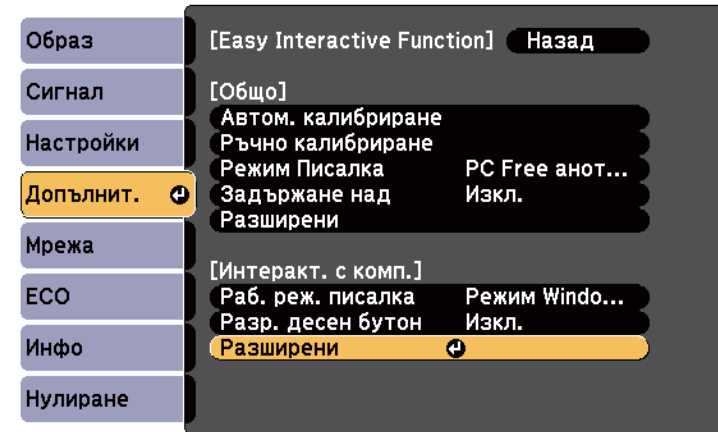 Образ
Сигнал
Настройки
Допълнит.
Мрежа
ECO
Инфо
Нулиране
[Easy Interactive Function] Назад
[Общо]
Автом. калибриране
Ръчно калибриране
Режим Писалка PC Free анот...
Задържане над Изкл.
Разширени
[Интеракт. с комп.]
Раб. реж. писалка Режим Windo...
Разр. десен бутон Изкл.
Разширени